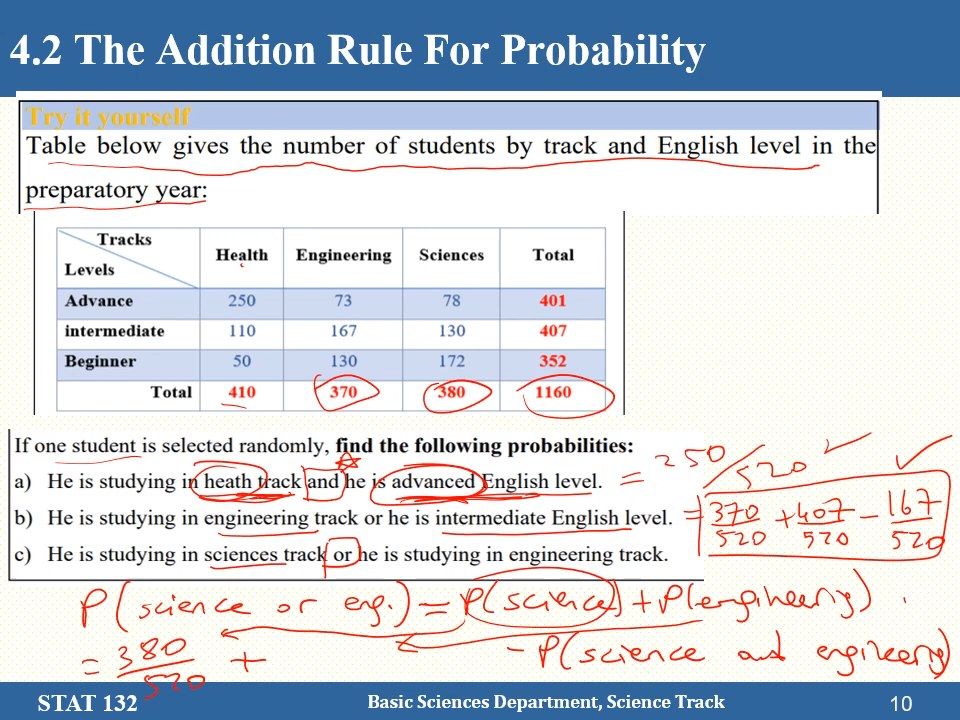 4.2 The Addition Rule For Probability
Try it yourself
Table below gives the number of students by track and English level in the
preparatory year:
Tracks
Levels Health Engineering Sciences Total
Advance 250 73 78 401
intermediate 110 167 130 407
Beginner 50 130 172 352
Total 410 370 380 1160
If one student is selected randomly, find the following probabilities:
a) He is studying in heath track and he is advanced English level. = 250/520
b) He is studying in engineering track or he is intermediate English level. = 370/520 + 407/520 - 167/520
c) He is studying in sciences track or he is studying in engineering track.
P(science or eng.) = P(science) + P(engineering)
- P(science and engineering)
= 380/520 +
STAT 132 Basic Sciences Department, Science Track 10